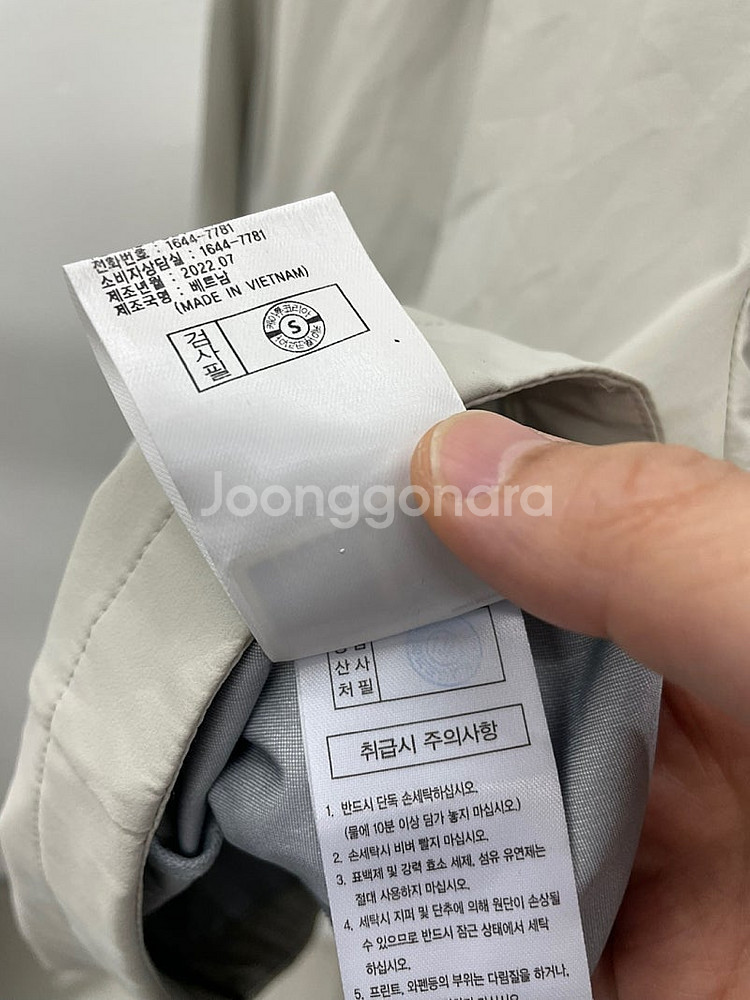 전화번호 : 1644-7781
소비자상담실 : 1644-7781
제조년월 : 2022.07
제조국명 : 베트남
(MADE IN VIETNAM)
검사필
케이투코리아
S
Joonggonara
산 사
처 필
취급시 주의사항
1. 반드시 단독 손세탁하십시오.
(물에 10분 이상 담가 놓지 마십시오.)
2. 손세탁시 비벼 빨지 마십시오.
3. 표백제 및 강력 효소 세제, 섬유 유연제는
절대 사용하지 마십시오.
4. 세탁시 지퍼 및 단추에 의해 원단이 손상될
수 있으므로 반드시 잠근 상태에서 세탁
하십시오.
5. 프린트, 와펜등의 부위는 다림질을 하거나,